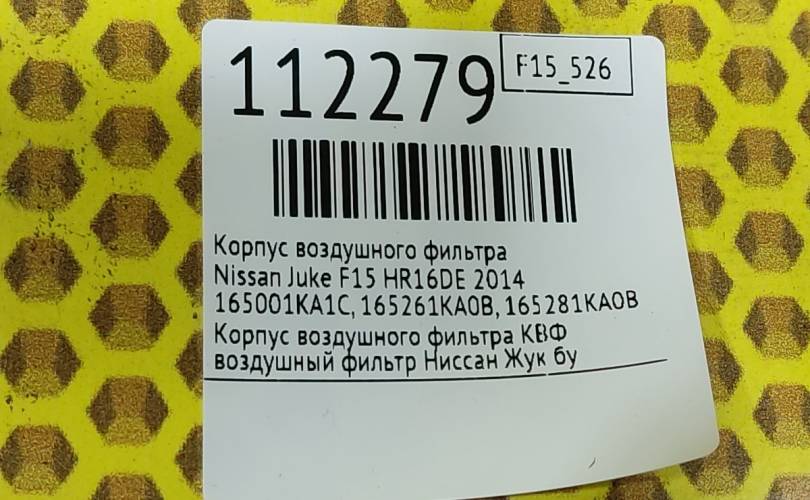 112279
F15_526
Корпус воздушного фильтра
Nissan Juke F15 HR16DE 2014
165001KA1C, 165261KA0B, 165281KA0B
Корпус воздушного фильтра КВФ
воздушный фильтр Ниссан Жук бу